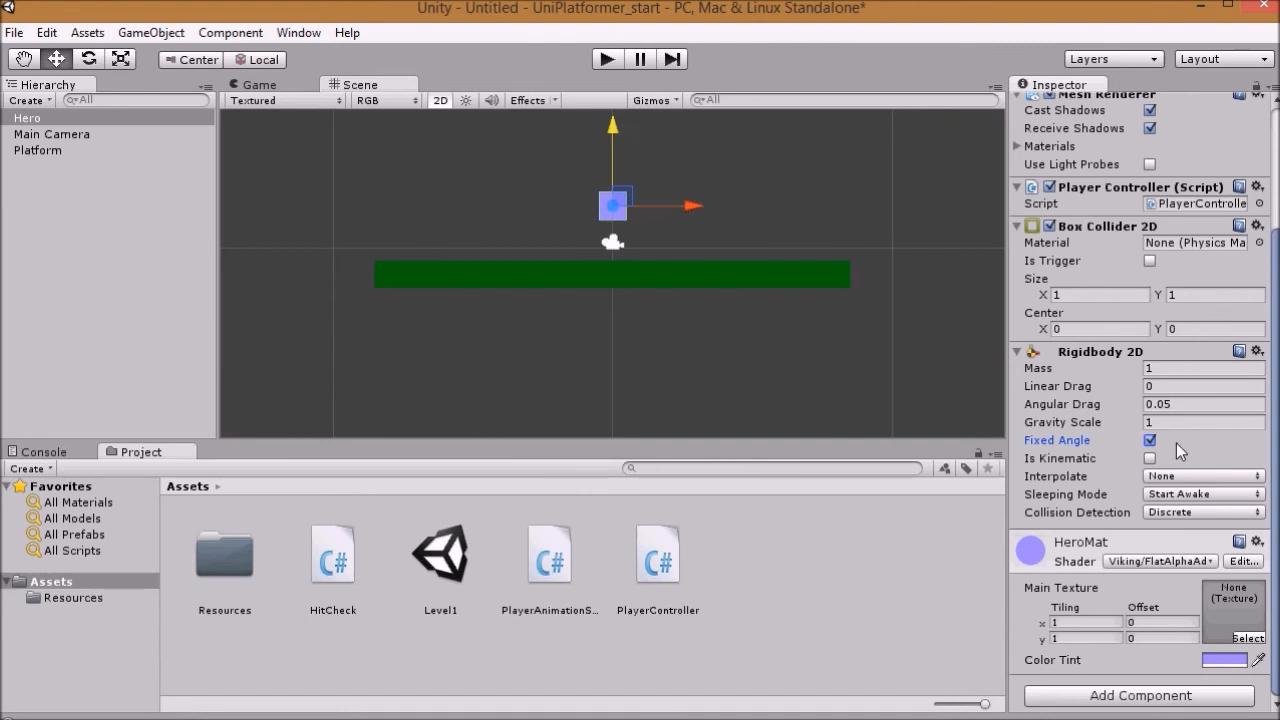 Unity - Untitled - UniPlatformer_start - PC, Mac & Linux Standalone*
File Edit Assets GameObject Component Window Help
Center Local Layers Layout
Hierarchy
Create All
Hero
Main Camera
Platform
Game Scene
Textured RGB 2D Effects Gizmos All
Inspector
Mesh Renderer
Cast Shadows
Receive Shadows
Materials
Use Light Probes
Player Controller (Script)
Script PlayerControlle
Box Collider 2D
Material None (Physics Ma
Is Trigger
Size
X 1 Y 1
Center
X 0 Y 0
Rigidbody 2D
Mass 1
Linear Drag 0
Angular Drag 0.05
Gravity Scale 1
Fixed Angle
Is Kinematic
Interpolate None
Sleeping Mode Start Awake
Collision Detection Discrete
HeroMat
Shader Viking/FlatAlphaAd Edit...
Main Texture None
(Texture)
Tiling Offset
x 1 0
y 1 0
Select
Color Tint
Add Component
Console Project
Create
Favorites
All Materials
All Models
All Prefabs
All Scripts
Assets
Resources
Assets
Resources HitCheck Level1 PlayerAnimationS... PlayerController